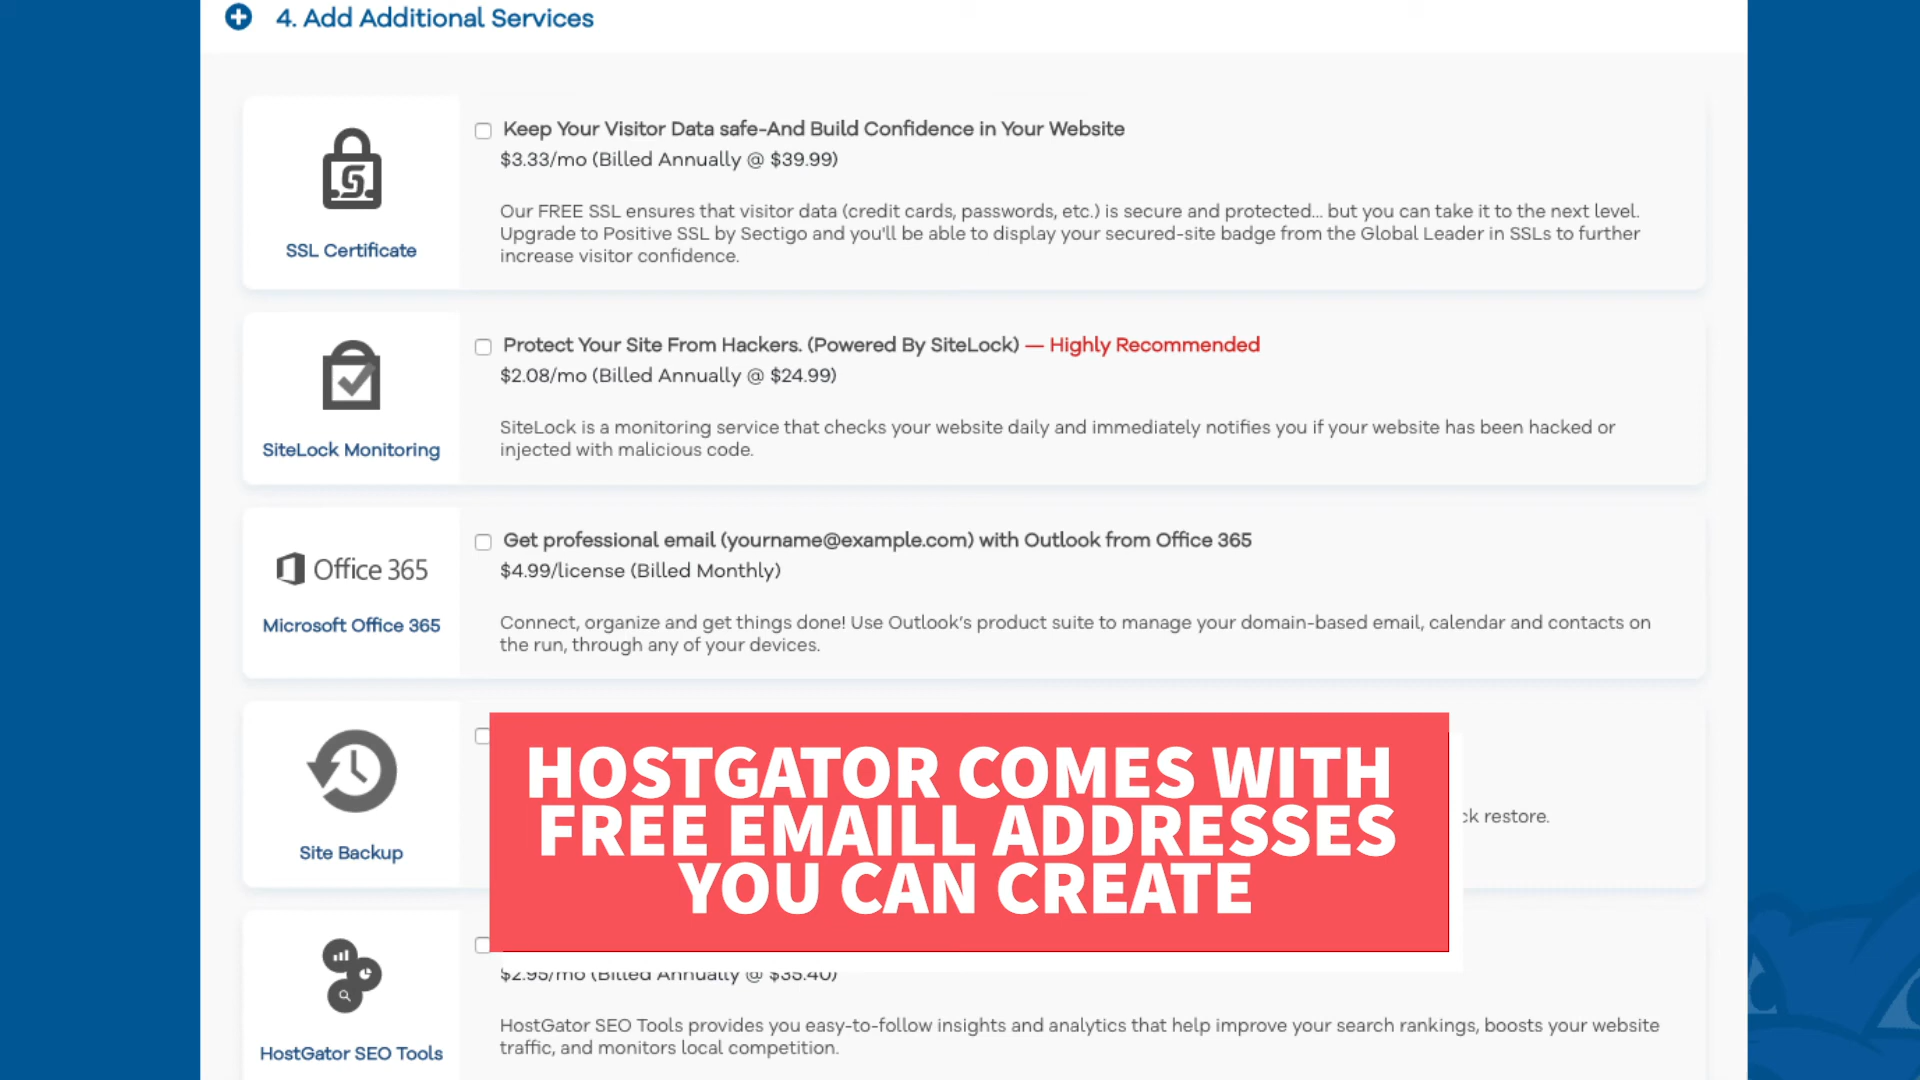 4. Add Additional Services
Keep Your Visitor Data safe-And Build Confidence in Your Website
$3.33/mo (Billed Annually @ $39.99)
Our FREE SSL ensures that visitor data (credit cards, passwords, etc.) is secure and protected... but you can take it to the next level.
Upgrade to Positive SSL by Sectigo and you'll be able to display your secured-site badge from the Global Leader in SSLs to further
increase visitor confidence.
SSL Certificate
Protect Your Site From Hackers. (Powered By SiteLock) — Highly Recommended
$2.08/mo (Billed Annually @ $24.99)
SiteLock is a monitoring service that checks your website daily and immediately notifies you if your website has been hacked or
injected with malicious code.
SiteLock Monitoring
Get professional email (yourname@example.com) with Outlook from Office 365
$4.99/license (Billed Monthly)
Office 365
Connect, organize and get things done! Use Outlook's product suite to manage your domain-based email, calendar and contacts on
the run, through any of your devices.
Microsoft Office 365
HOSTGATOR COMES WITH
FREE EMAILL ADDRESSES
YOU CAN CREATE
restore.
Site Backup
$2.95/mo (Billed Annually @ $35.40)
HostGator SEO Tools provides you easy-to-follow insights and analytics that help improve your search rankings, boosts your website
traffic, and monitors local competition.
HostGator SEO Tools